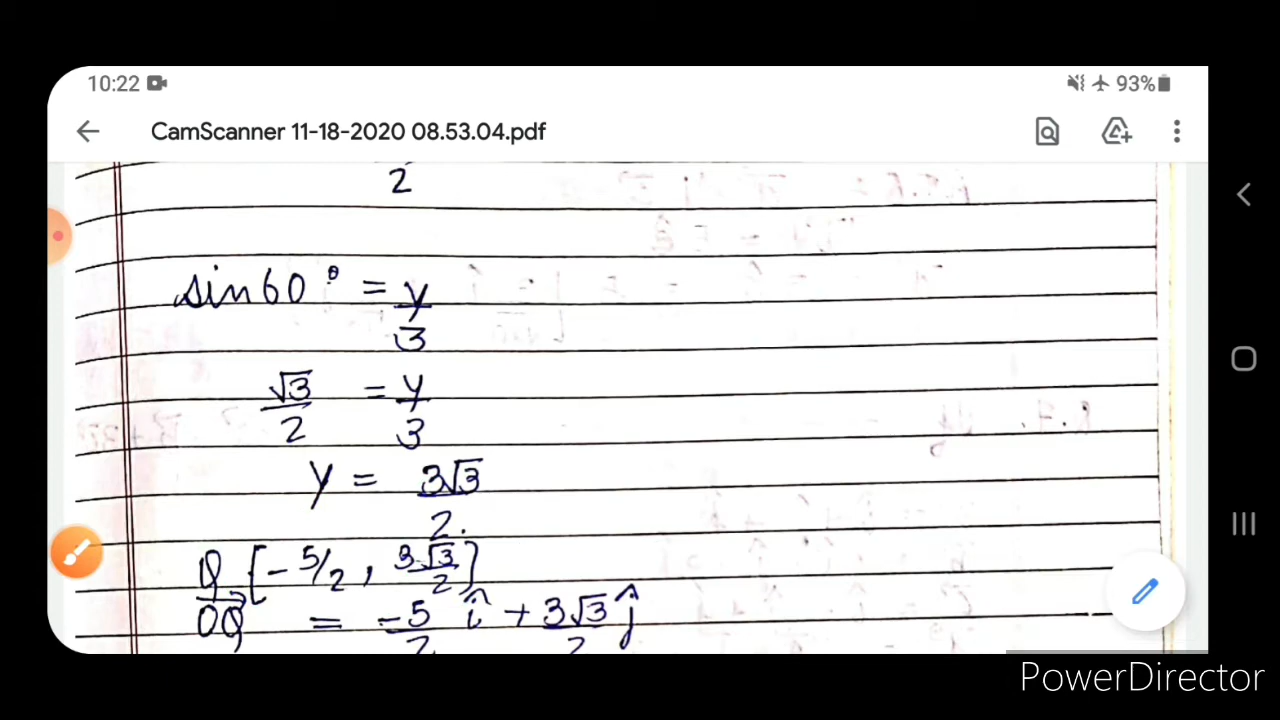 10:22
93%
CamScanner 11-18-2020 08.53.04.pdf
2
sin 60° = y/3
√3/2 = y/3
y = 3√3/2.
Q [-5/2, 3√3/2]
OQ = -5/2 î + 3√3/2 ĵ
PowerDirector